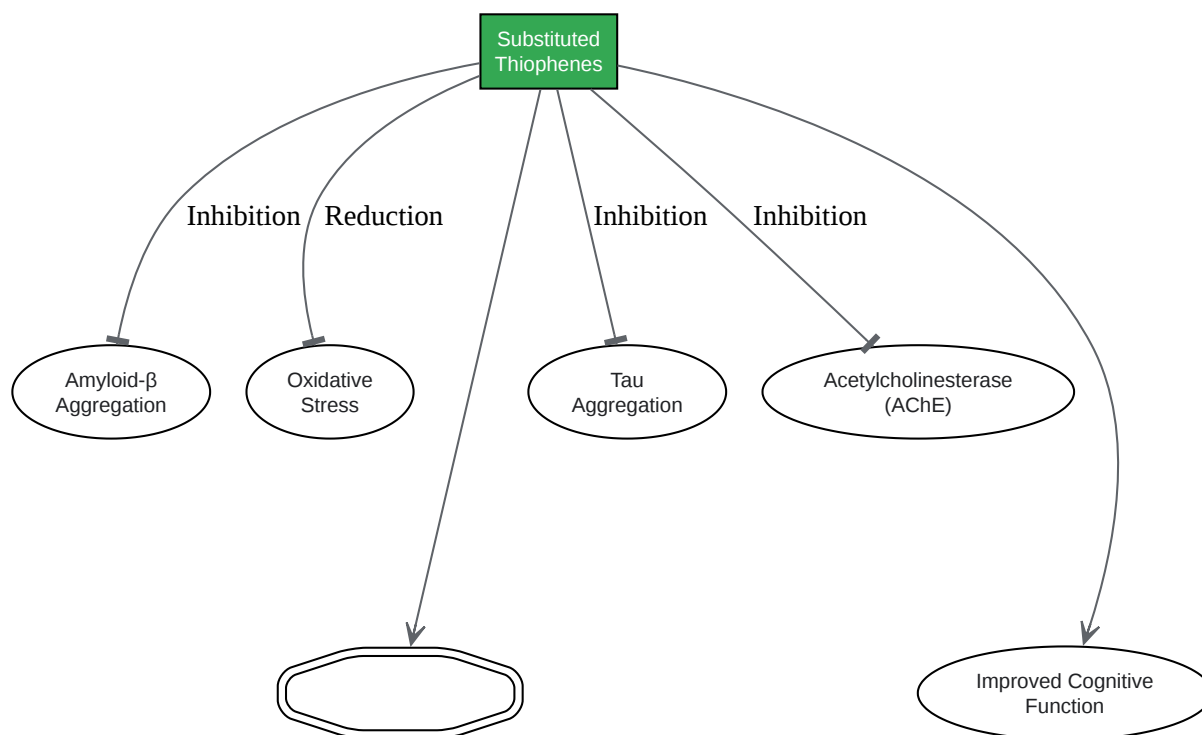 Substituted
Thiophenes
Inhibition
Reduction
Inhibition
Inhibition
Amyloid-β
Aggregation
Oxidative
Stress
Tau
Aggregation
Acetylcholinesterase
(AChE)
Improved Cognitive
Function